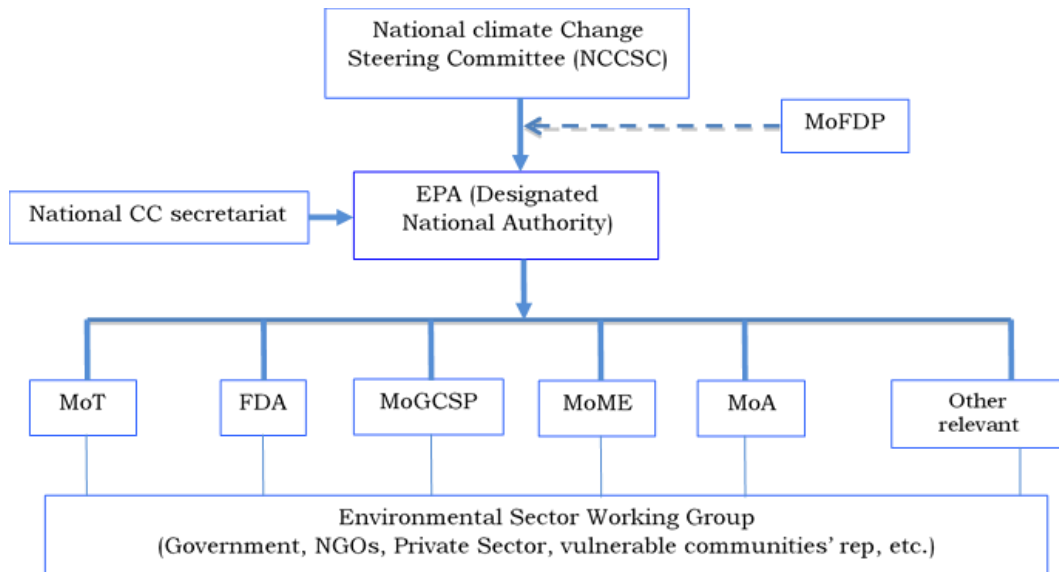 National climate Change
Steering Committee (NCCSC)
MoFDP
EPA (Designated
National Authority)
National CC secretariat
MoT
FDA
MoGCSP
MoME
MoA
Other
relevant
Environmental Sector Working Group
(Government, NGOs, Private Sector, vulnerable communities’ rep, etc.)